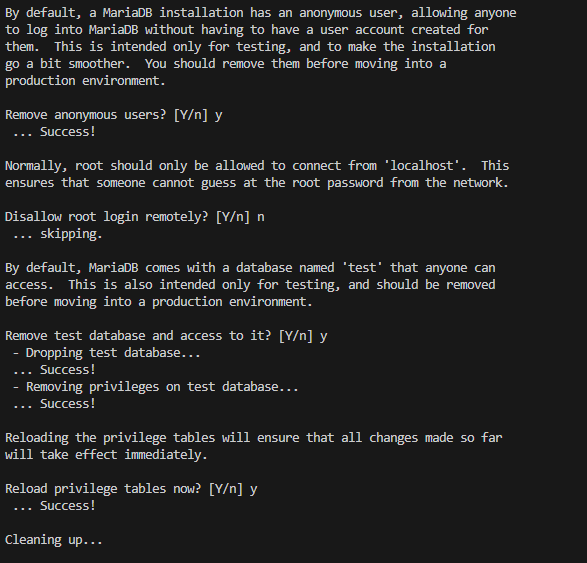 By default, a MariaDB installation has an anonymous user, allowing anyone
to log into MariaDB without having to have a user account created for
them.  This is intended only for testing, and to make the installation
go a bit smoother.  You should remove them before moving into a
production environment.

Remove anonymous users? [Y/n] y
 ... Success!

Normally, root should only be allowed to connect from 'localhost'.  This
ensures that someone cannot guess at the root password from the network.

Disallow root login remotely? [Y/n] n
 ... skipping.

By default, MariaDB comes with a database named 'test' that anyone can
access.  This is also intended only for testing, and should be removed
before moving into a production environment.

Remove test database and access to it? [Y/n] y
 - Dropping test database...
 ... Success!
 - Removing privileges on test database...
 ... Success!

Reloading the privilege tables will ensure that all changes made so far
will take effect immediately.

Reload privilege tables now? [Y/n] y
 ... Success!

Cleaning up...